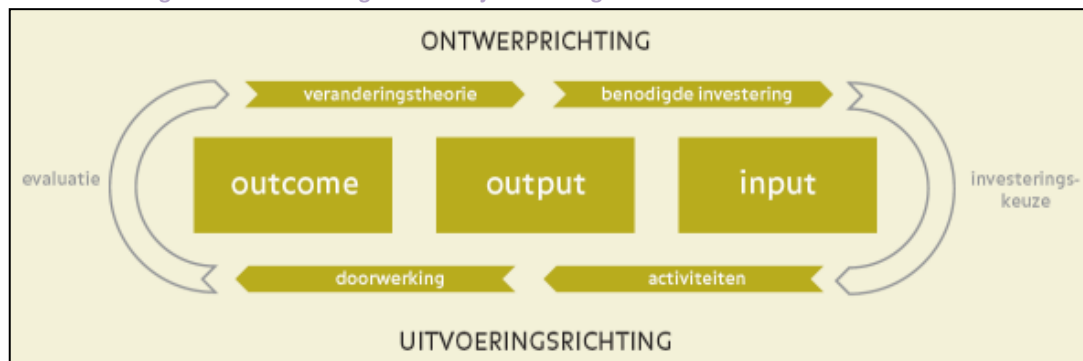 ONTWERPRICHTING
veranderingstheorie
benodigde investering
evaluatie
outcome
output
input
investerings-
keuze
doorwerking
activiteiten
UITVOERINGSRICHTING